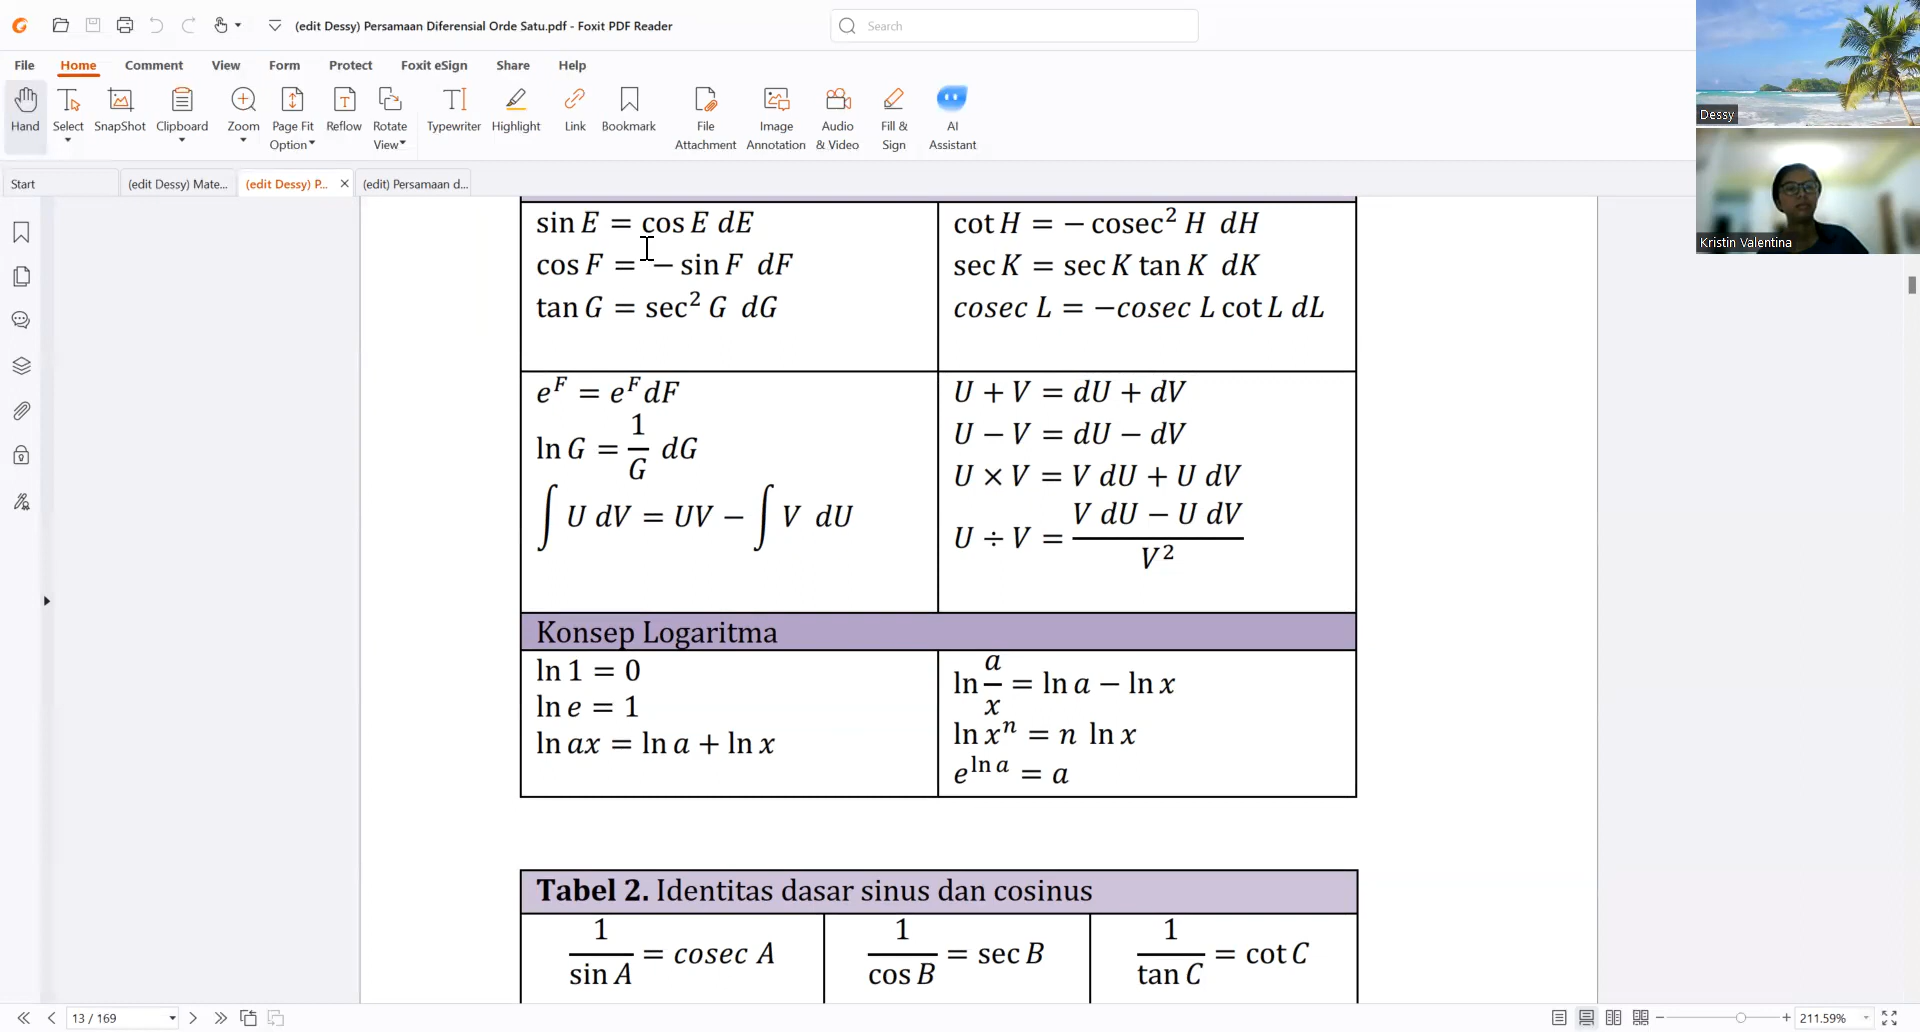 (edit Dessy) Persamaan Diferensial Orde Satu.pdf - Foxit PDF Reader
Search
File Home Comment View Form Protect Foxit eSign Share Help
Hand Select SnapShot Clipboard Zoom Page Fit Option Reflow Rotate View Typewriter Highlight Link Bookmark File Attachment Image Annotation Audio & Video Fill & Sign AI Assistant
Start (edit Dessy) Mate... (edit Dessy) P... (edit) Persamaan d...
Dessy
Kristin Valentina
sin E = cos E dE
cos F = − sin F dF
tan G = sec² G dG
cot H = − cosec² H dH
sec K = sec K tan K dK
cosec L = −cosec L cot L dL
e^F = e^F dF
ln G = 1/G dG
∫ U dV = UV − ∫ V dU
U + V = dU + dV
U − V = dU − dV
U × V = V dU + U dV
U ÷ V = (V dU − U dV)/V²
Konsep Logaritma
ln 1 = 0
ln e = 1
ln ax = ln a + ln x
ln a/x = ln a − ln x
ln x^n = n ln x
e^(ln a) = a
Tabel 2. Identitas dasar sinus dan cosinus
1/sin A = cosec A
1/cos B = sec B
1/tan C = cot C
13 / 169
211.59%